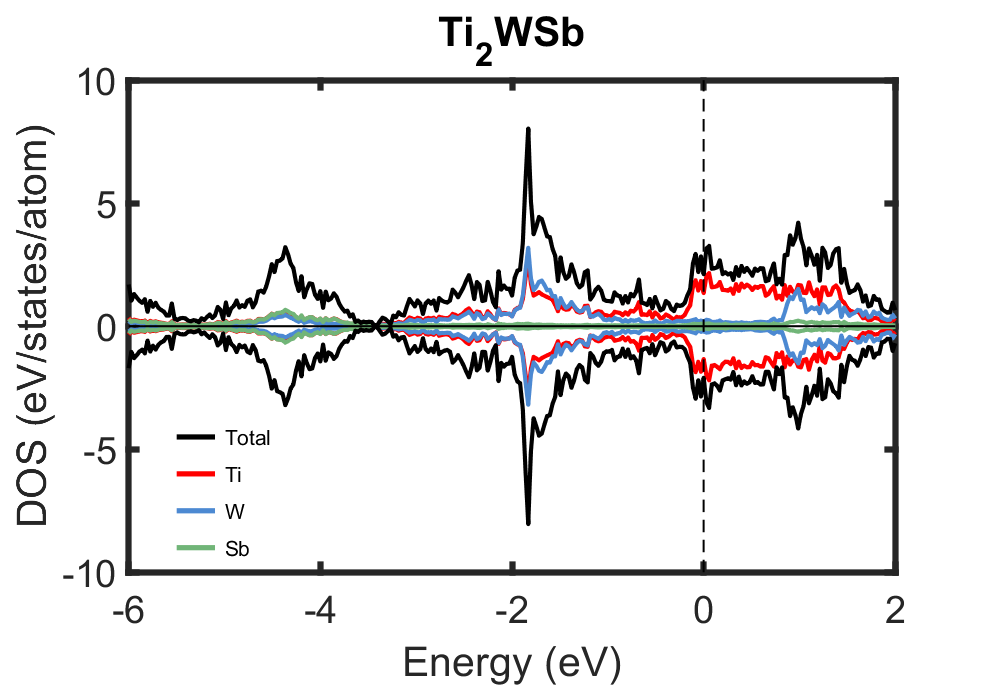 Ti₂WSb
DOS (eV/states/atom)
10
5
0
-5
-10
Total
Ti
W
Sb
-6 -4 -2 0 2
Energy (eV)